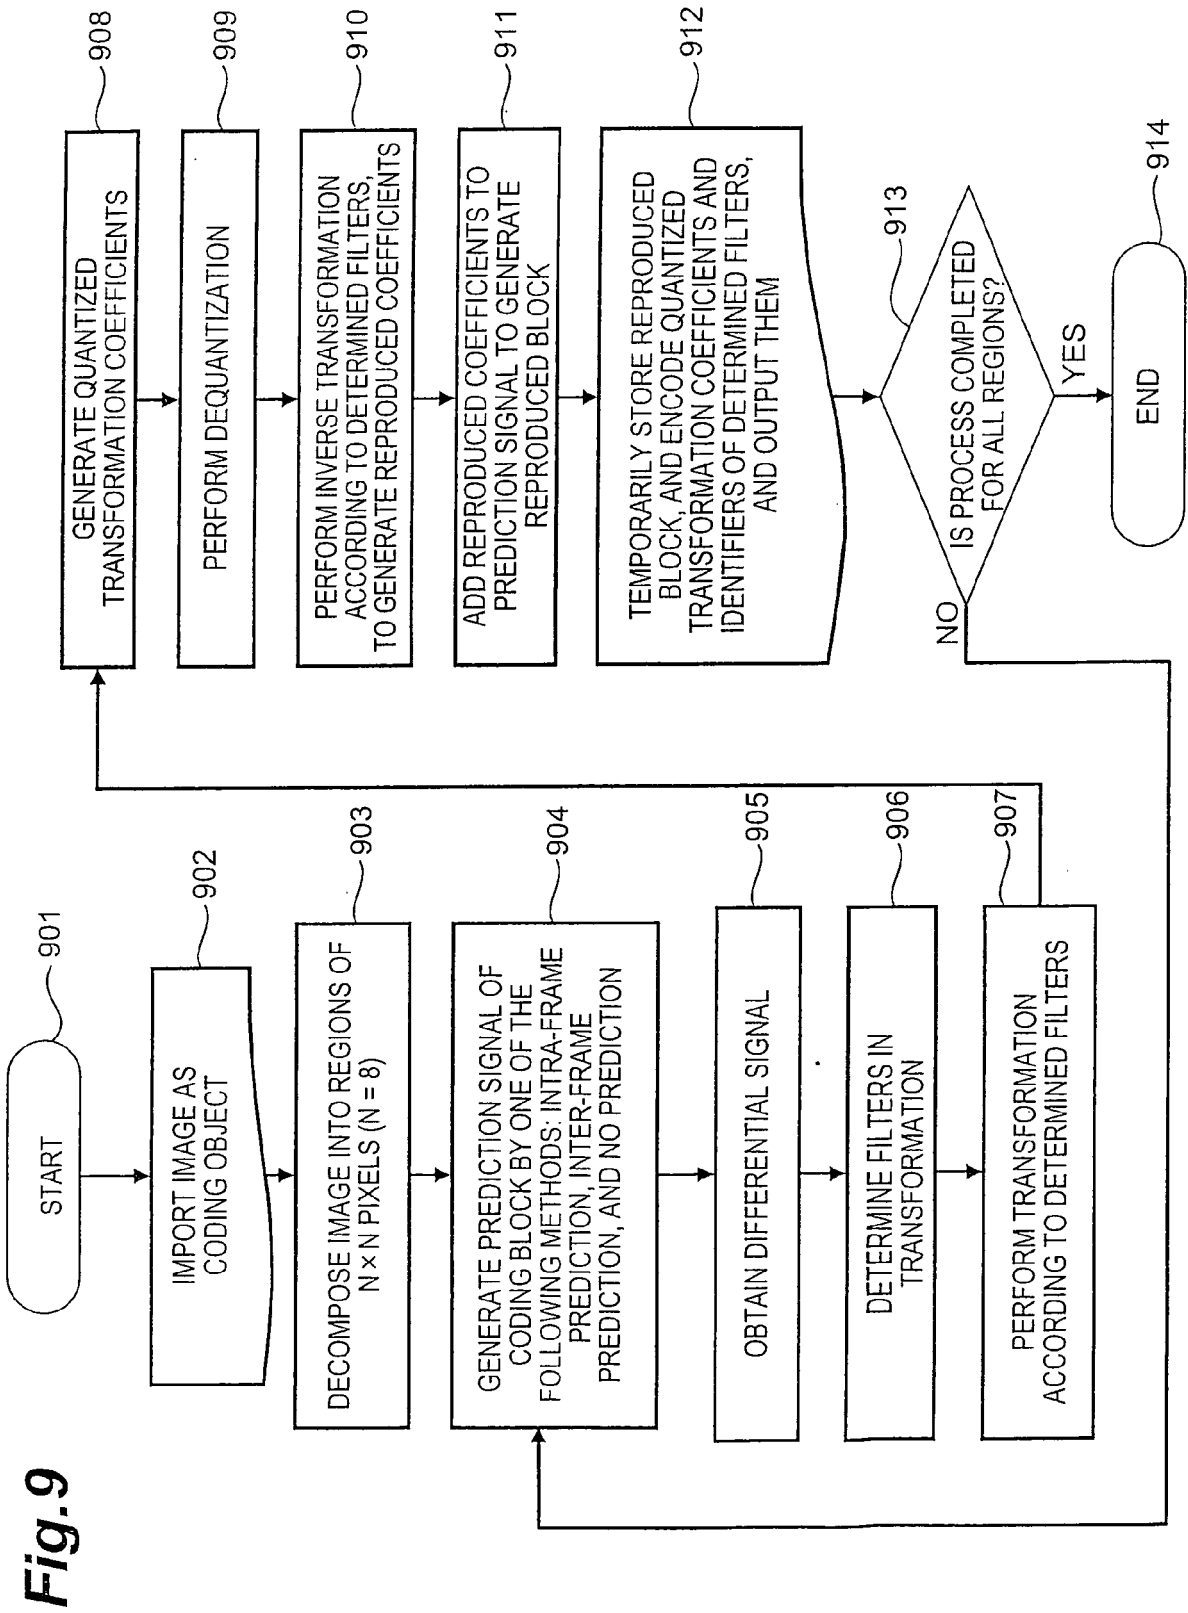 Fig.9
START
901
IMPORT IMAGE AS
CODING OBJECT
902
DECOMPOSE IMAGE INTO REGIONS OF
N × N PIXELS (N = 8)
903
GENERATE PREDICTION SIGNAL OF
CODING BLOCK BY ONE OF THE
FOLLOWING METHODS: INTRA-FRAME
PREDICTION, INTER-FRAME
PREDICTION, AND NO PREDICTION
904
OBTAIN DIFFERENTIAL SIGNAL
905
DETERMINE FILTERS IN
TRANSFORMATION
906
PERFORM TRANSFORMATION
ACCORDING TO DETERMINED FILTERS
907
GENERATE QUANTIZED
TRANSFORMATION COEFFICIENTS
908
PERFORM DEQUANTIZATION
909
PERFORM INVERSE TRANSFORMATION
ACCORDING TO DETERMINED FILTERS,
TO GENERATE REPRODUCED COEFFICIENTS
910
ADD REPRODUCED COEFFICIENTS TO
PREDICTION SIGNAL TO GENERATE
REPRODUCED BLOCK
911
TEMPORARILY STORE REPRODUCED
BLOCK, AND ENCODE QUANTIZED
TRANSFORMATION COEFFICIENTS AND
IDENTIFIERS OF DETERMINED FILTERS,
AND OUTPUT THEM
912
IS PROCESS COMPLETED
FOR ALL REGIONS?
913
NO
YES
END
914